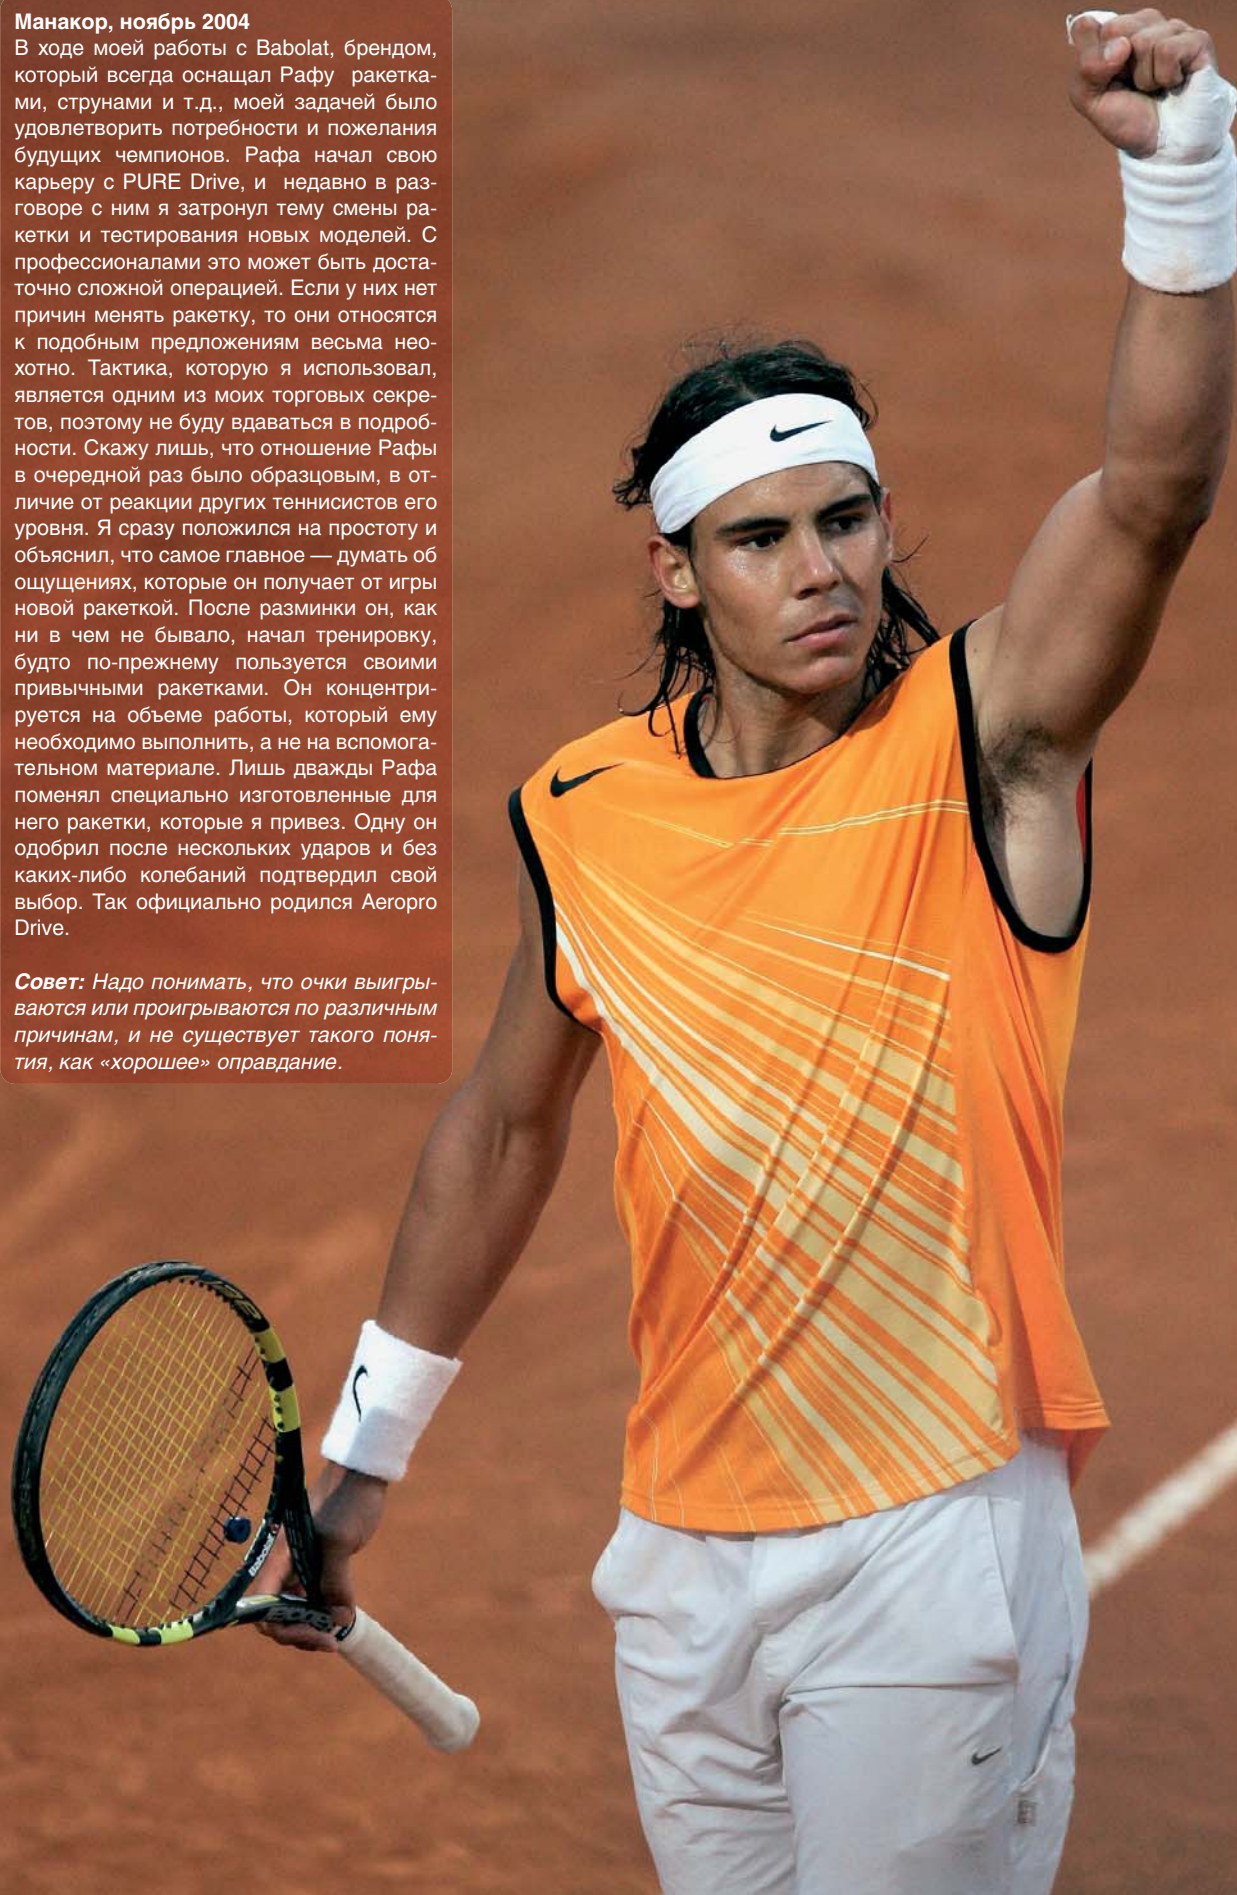 Манакор, ноябрь 2004
В ходе моей работы с Babolat, брендом,
который всегда оснащал Рафу ракетка-
ми, струнами и т.д., моей задачей было
удовлетворить потребности и пожелания
будущих чемпионов. Рафа начал свою
карьеру с PURE Drive, и недавно в раз-
говоре с ним я затронул тему смены ра-
кетки и тестирования новых моделей. С
профессионалами это может быть доста-
точно сложной операцией. Если у них нет
причин менять ракетку, то они относятся
к подобным предложениям весьма нео-
хотно. Тактика, которую я использовал,
является одним из моих торговых секре-
тов, поэтому не буду вдаваться в подроб-
ности. Скажу лишь, что отношение Рафы
в очередной раз было образцовым, в от-
личие от реакции других теннисистов его
уровня. Я сразу положился на простоту и
объяснил, что самое главное — думать об
ощущениях, которые он получает от игры
новой ракеткой. После разминки он, как
ни в чем не бывало, начал тренировку,
будто по-прежнему пользуется своими
привычными ракетками. Он концентри-
руется на объеме работы, который ему
необходимо выполнить, а не на вспомога-
тельном материале. Лишь дважды Рафа
поменял специально изготовленные для
него ракетки, которые я привез. Одну он
одобрил после нескольких ударов и без
каких-либо колебаний подтвердил свой
выбор. Так официально родился Aeropro
Drive.
Совет: Надо понимать, что очки выигры-
ваются или проигрываются по различным
причинам, и не существует такого поня-
тия, как «хорошее» оправдание.
Babolat